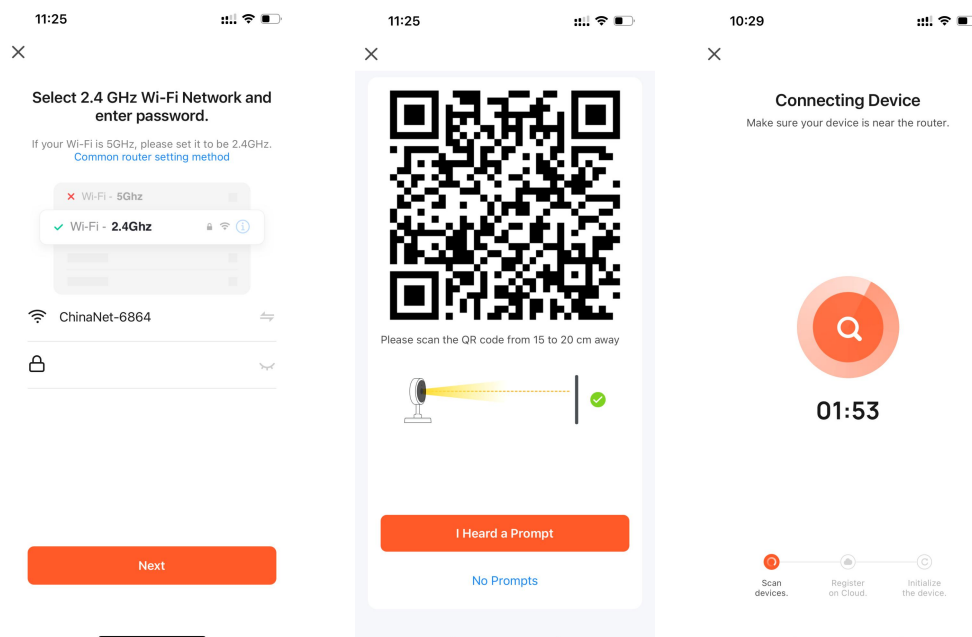 11:25
Select 2.4 GHz Wi-Fi Network and
enter password.
If your Wi-Fi is 5GHz, please set it to be 2.4GHz.
Common router setting method
Wi-Fi - 5Ghz
Wi-Fi - 2.4Ghz
ChinaNet-6864
Next
11:25
Please scan the QR code from 15 to 20 cm away
I Heard a Prompt
No Prompts
10:29
Connecting Device
Make sure your device is near the router.
01:53
Scan
devices.
Register
on Cloud.
Initialize
the device.